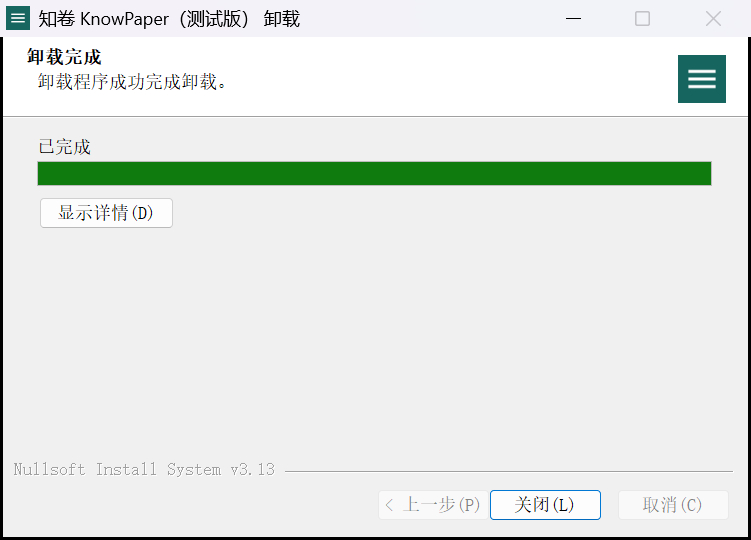 知卷 KnowPaper（测试版） 卸载
卸载完成
卸载程序成功完成卸载。
已完成
显示详情(D)
Nullsoft Install System v3.13
< 上一步(P)
关闭(L)
取消(C)